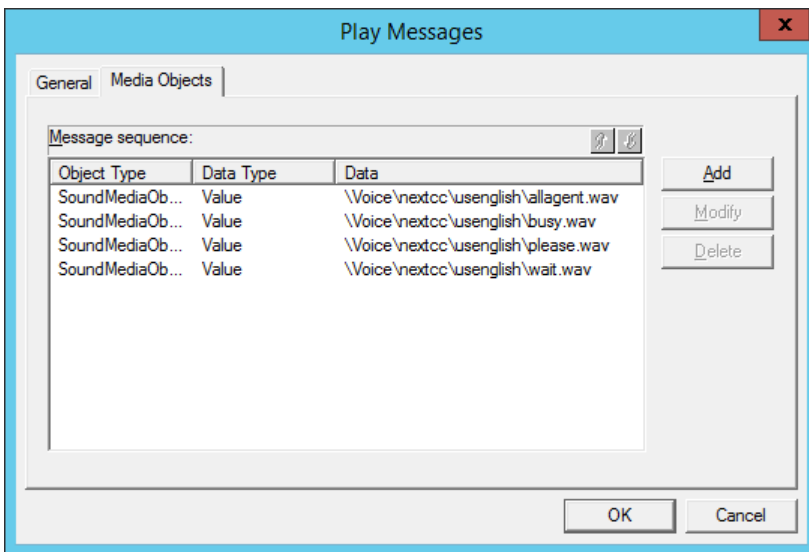 Play Messages
x
General Media Objects
Message sequence:
Object Type Data Type Data
SoundMediaOb... Value \Voice\nextcc\usenglish\allagent.wav
SoundMediaOb... Value \Voice\nextcc\usenglish\busy.wav
SoundMediaOb... Value \Voice\nextcc\usenglish\please.wav
SoundMediaOb... Value \Voice\nextcc\usenglish\wait.wav
Add
Modify
Delete
OK Cancel